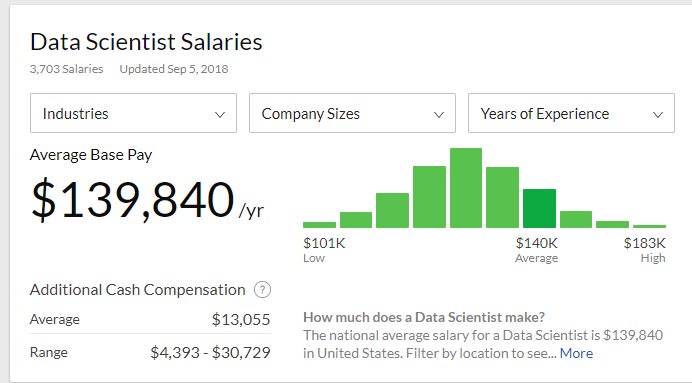 Data Scientist Salaries
3,703 Salaries Updated Sep 5, 2018
Industries
Company Sizes
Years of Experience
Average Base Pay
$139,840 /yr
$101K
Low
$140K
Average
$183K
High
Additional Cash Compensation ?
Average $13,055
Range $4,393 - $30,729
How much does a Data Scientist make?
The national average salary for a Data Scientist is $139,840
in United States. Filter by location to see... More